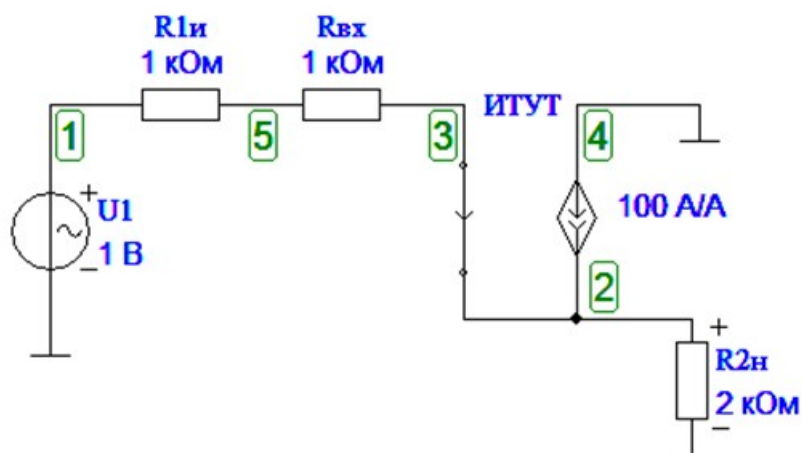 R1и
1 кОм
Rвх
1 кОм
ИТУТ
1
5
3
4
+
U1
1 В
−
100 А/А
2
+
R2н
2 кОм
−